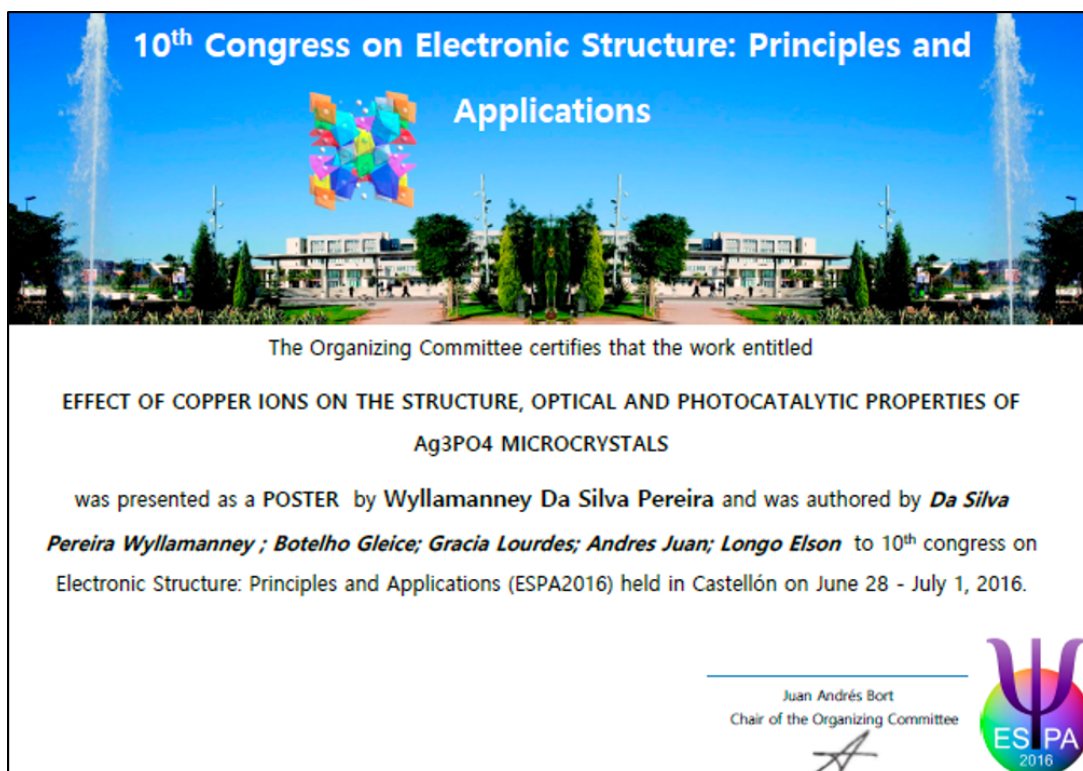 10th Congress on Electronic Structure: Principles and
Applications
The Organizing Committee certifies that the work entitled
EFFECT OF COPPER IONS ON THE STRUCTURE, OPTICAL AND PHOTOCATALYTIC PROPERTIES OF
Ag3PO4 MICROCRYSTALS
was presented as a POSTER by Wyllamanney Da Silva Pereira and was authored by Da Silva
Pereira Wyllamanney ; Botelho Gleice; Gracia Lourdes; Andres Juan; Longo Elson to 10th congress on
Electronic Structure: Principles and Applications (ESPA2016) held in Castellón on June 28 - July 1, 2016.
Juan Andrés Bort
Chair of the Organizing Committee
ESPA
2016